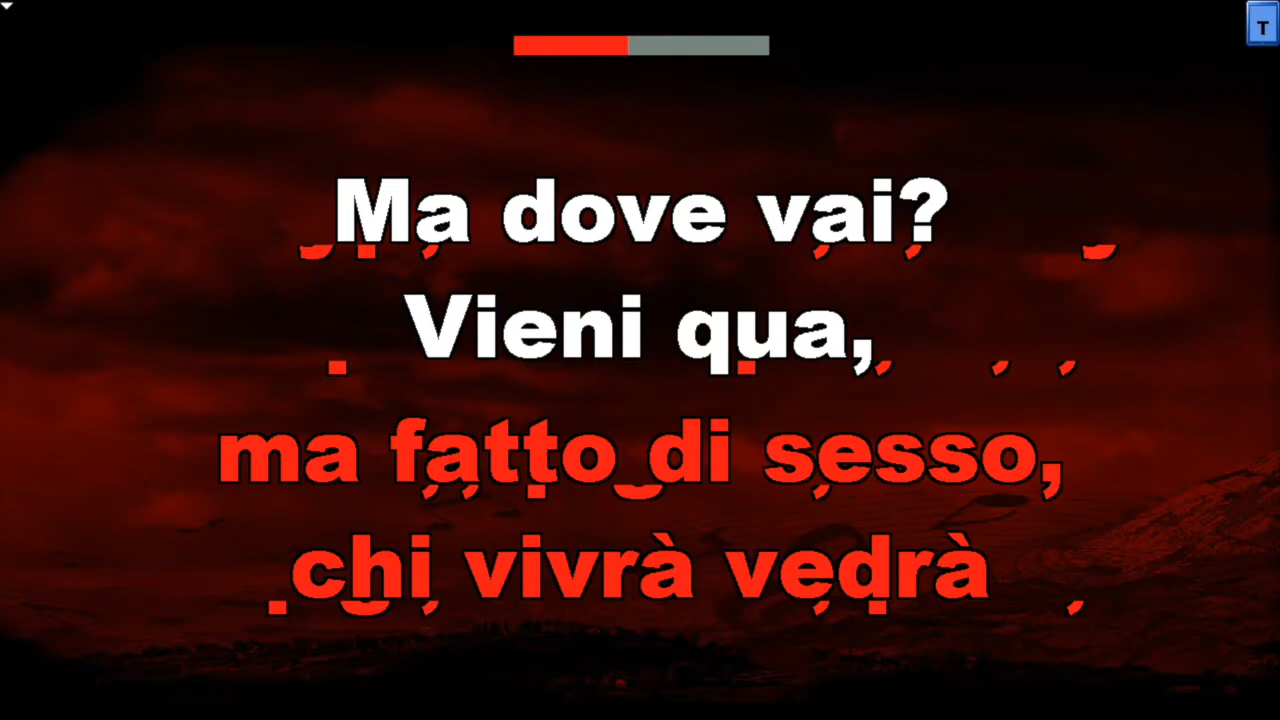 T
Ma dove vai?
Vieni qua,
ma fatto di sesso,
chi vivrà vedrà